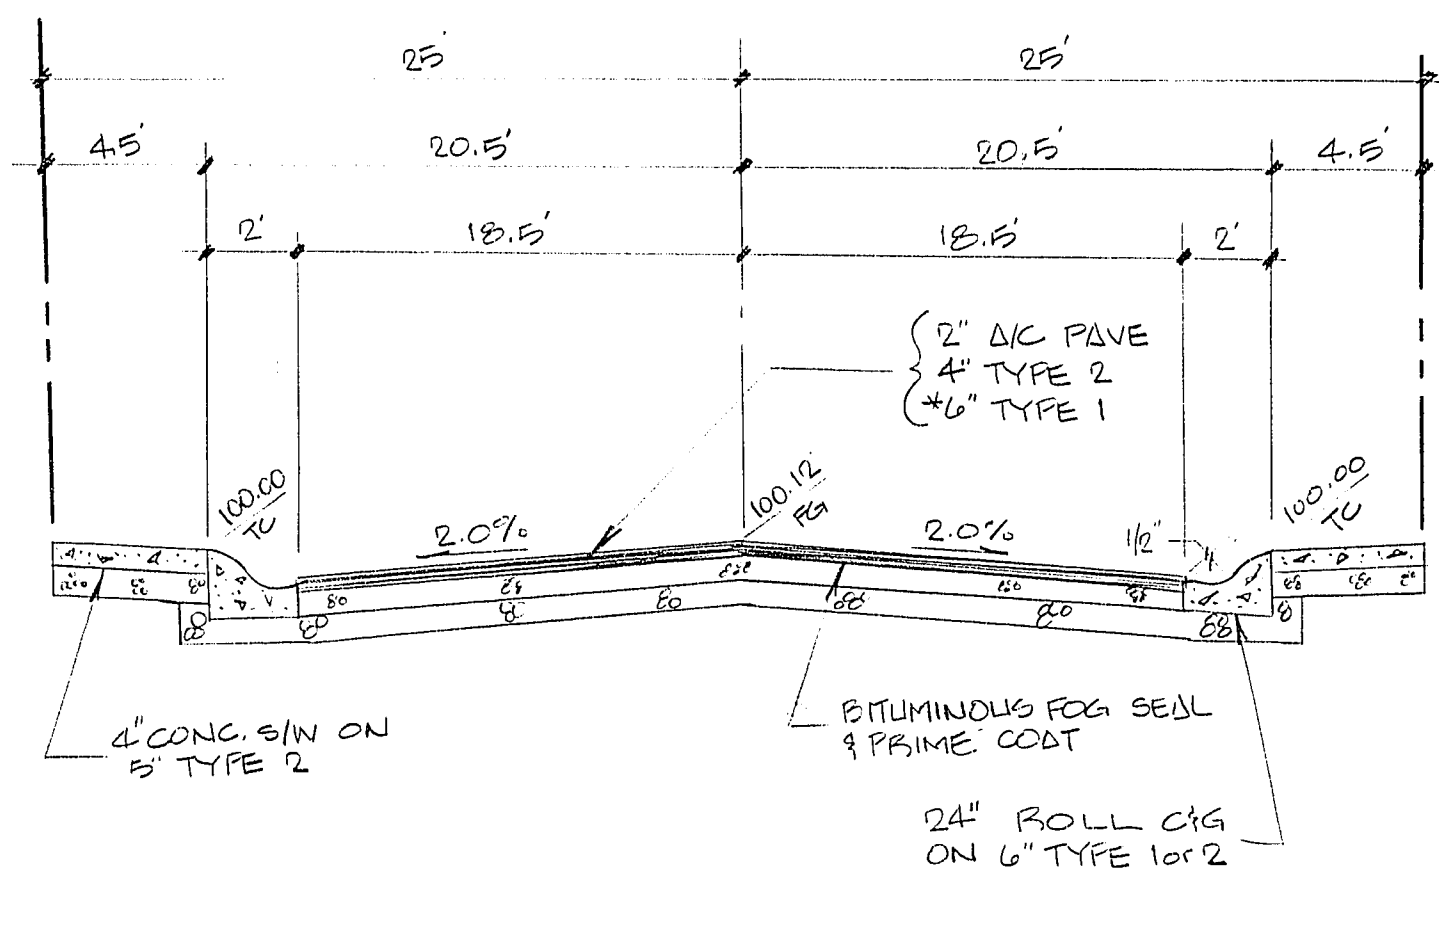 25' 25'
4.5' 20.5' 20.5' 4.5'
2' 18.5' 18.5' 2'
2" A/C PAVE
4" TYPE 2
*6" TYPE 1
100.00
TC
100.12
FG
100.00
TC
2.0% 2.0%
1/2"
4" CONC. S/W ON
5" TYPE 2
BITUMINOUS FOG SEAL
& PRIME COAT
24" ROLL C&G
ON 6" TYPE 1 or 2